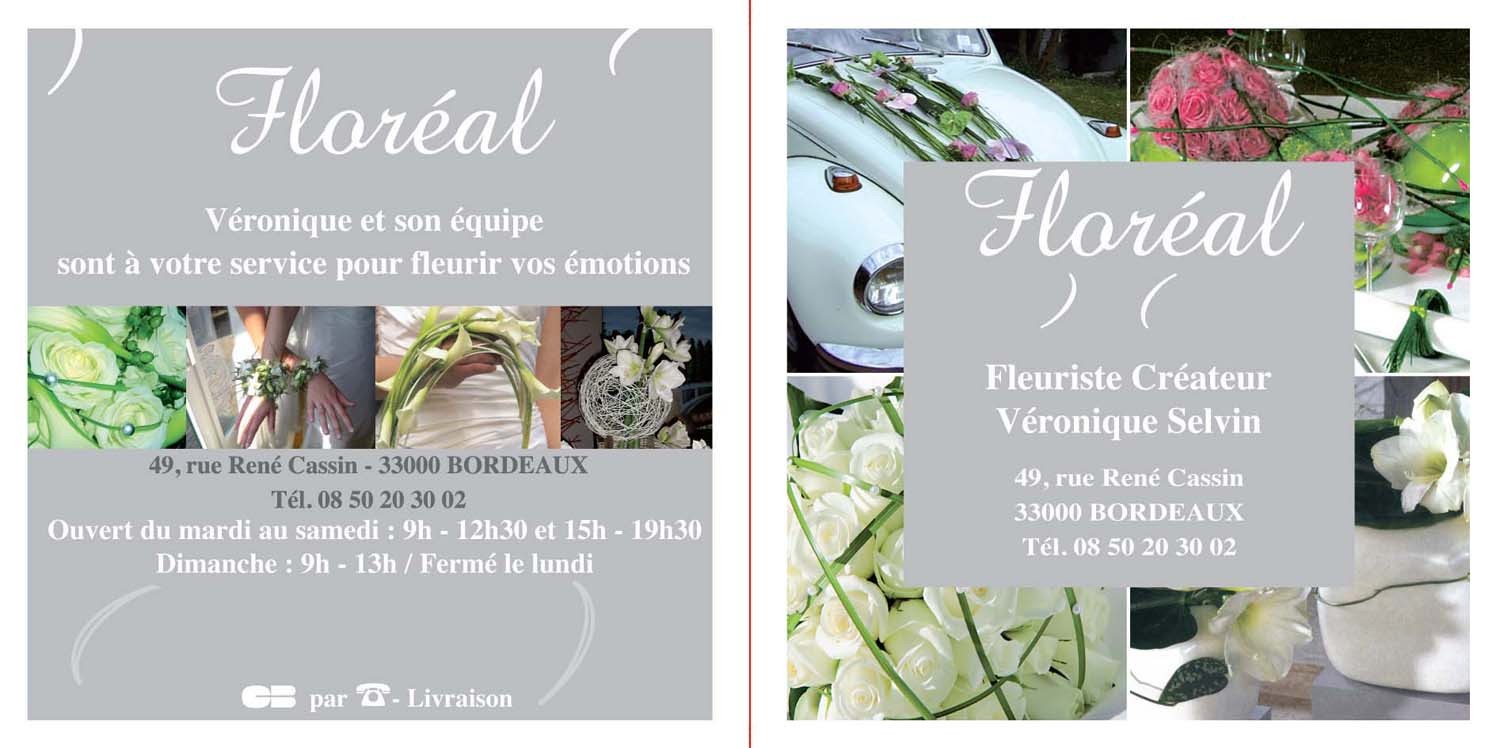 Floréal
Véronique et son équipe
sont à votre service pour fleurir vos émotions
49, rue René Cassin - 33000 BORDEAUX
Tél. 08 50 20 30 02
Ouvert du mardi au samedi : 9h - 12h30 et 15h - 19h30
Dimanche : 9h - 13h / Fermé le lundi
CB par ☎ - Livraison
Floréal
Fleuriste Créateur
Véronique Selvin
49, rue René Cassin
33000 BORDEAUX
Tél. 08 50 20 30 02